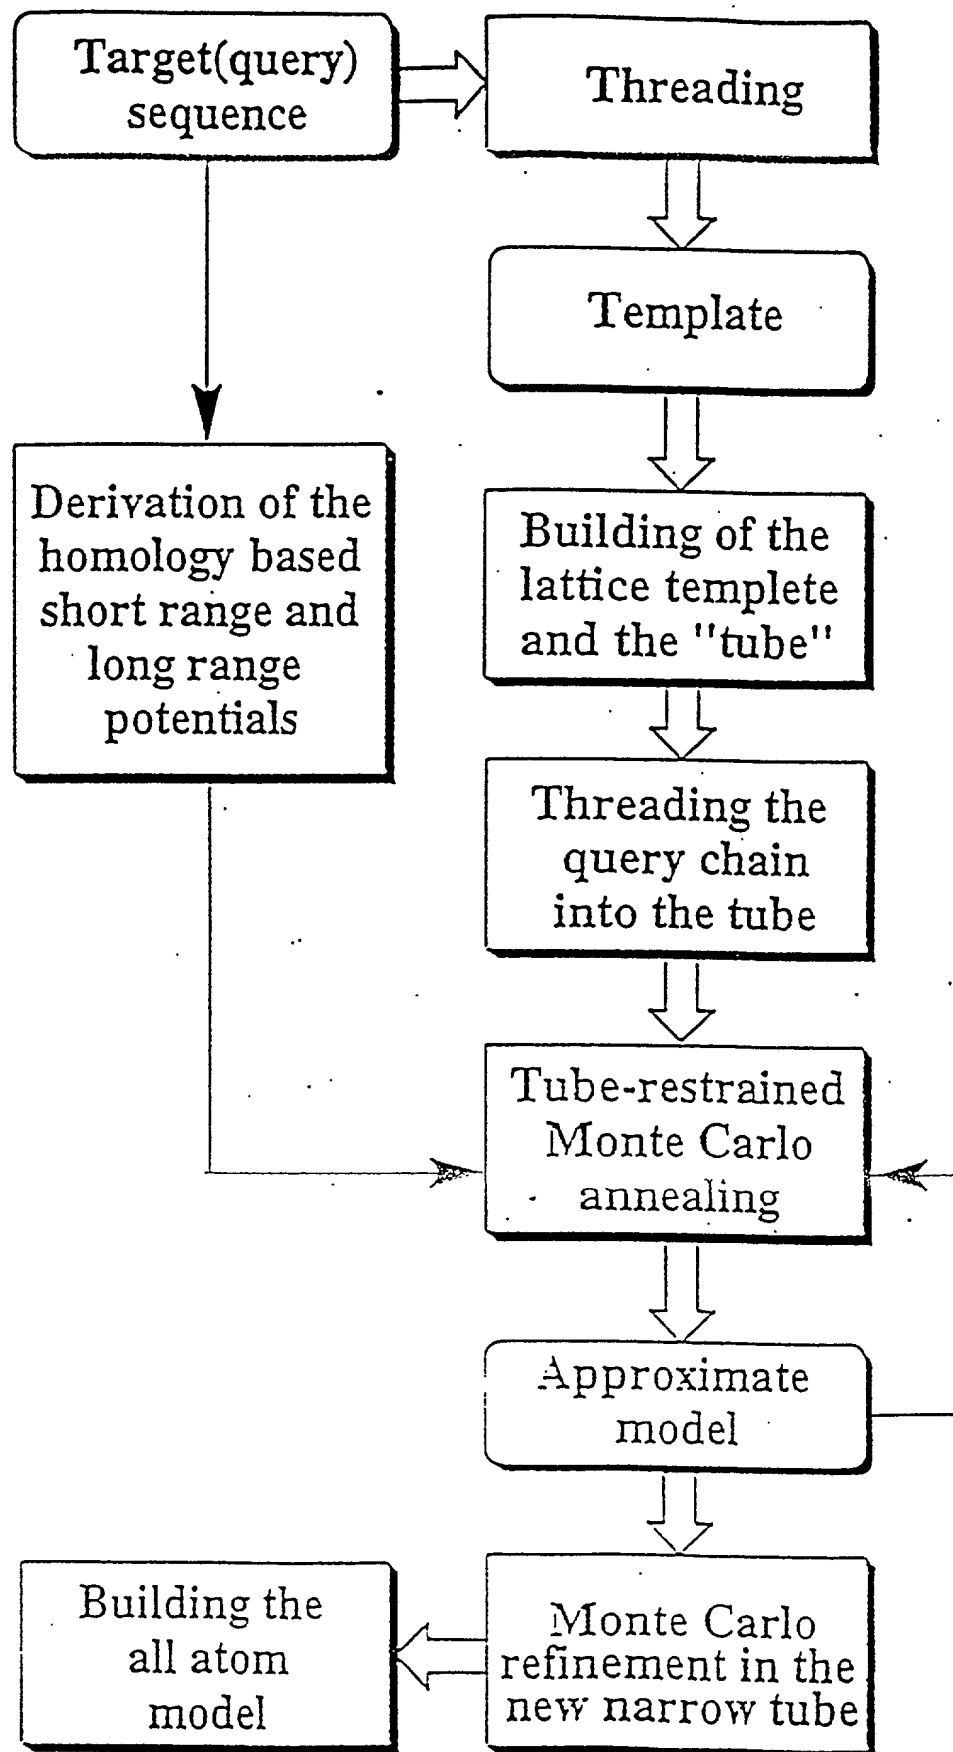 Target(query)
sequence
Threading
Template
Derivation of the
homology based
short range and
long range
potentials
Building of the
lattice templete
and the "tube"
Threading the
query chain
into the tube
Tube-restrained
Monte Carlo
annealing
Approximate
model
Monte Carlo
refinement in the
new narrow tube
Building the
all atom
model